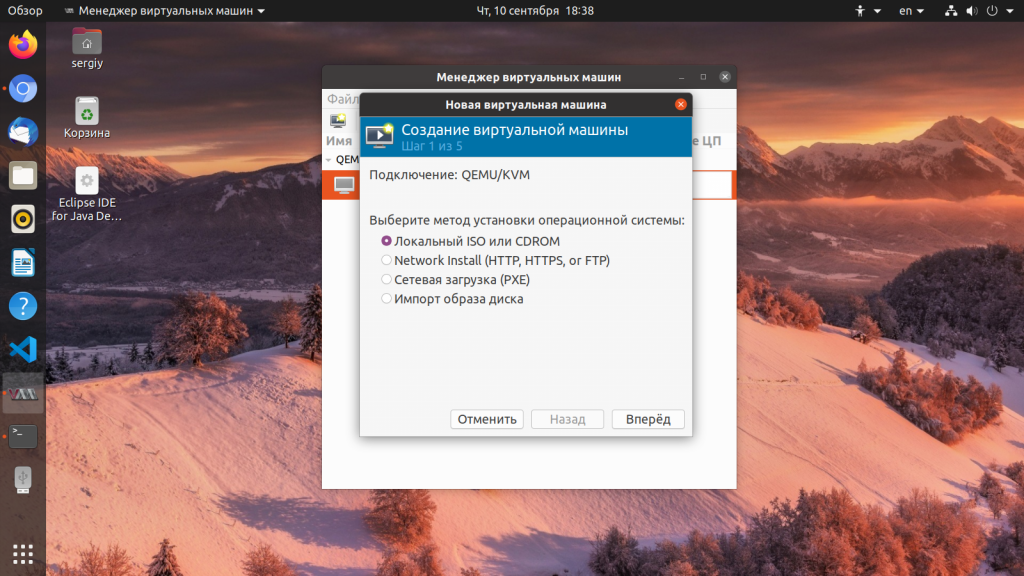 Обзор
Менеджер виртуальных машин
Чт, 10 сентября 18:38
en
sergiy
Корзина
Eclipse IDE
for Java De…
Менеджер виртуальных машин
Файл
Имя
е ЦП
QEM
Новая виртуальная машина
Создание виртуальной машины
Шаг 1 из 5
Подключение: QEMU/KVM
Выберите метод установки операционной системы:
Локальный ISO или CDROM
Network Install (HTTP, HTTPS, or FTP)
Сетевая загрузка (PXE)
Импорт образа диска
Отменить
Назад
Вперёд